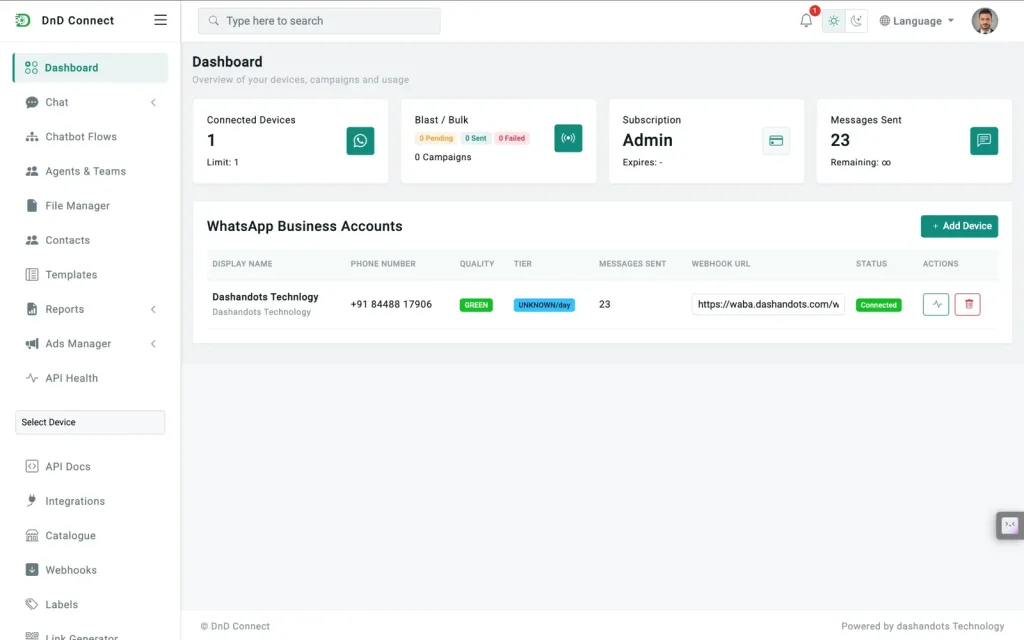 DnD Connect
Type here to search
1
Language
Dashboard
Chat
Chatbot Flows
Agents & Teams
File Manager
Contacts
Templates
Reports
Ads Manager
API Health
Select Device
API Docs
Integrations
Catalogue
Webhooks
Labels
Link Generator
Dashboard
Overview of your devices, campaigns and usage
Connected Devices
1
Limit: 1
Blast / Bulk
0 Pending 0 Sent 0 Failed
0 Campaigns
Subscription
Admin
Expires: -
Messages Sent
23
Remaining: ∞
WhatsApp Business Accounts
+ Add Device
DISPLAY NAME PHONE NUMBER QUALITY TIER MESSAGES SENT WEBHOOK URL STATUS ACTIONS
Dashandots Technlogy +91 84488 17906 GREEN UNKNOWN/day 23 https://waba.dashandots.com/w Connected
Dashandots Technology
© DnD Connect
Powered by dashandots Technology